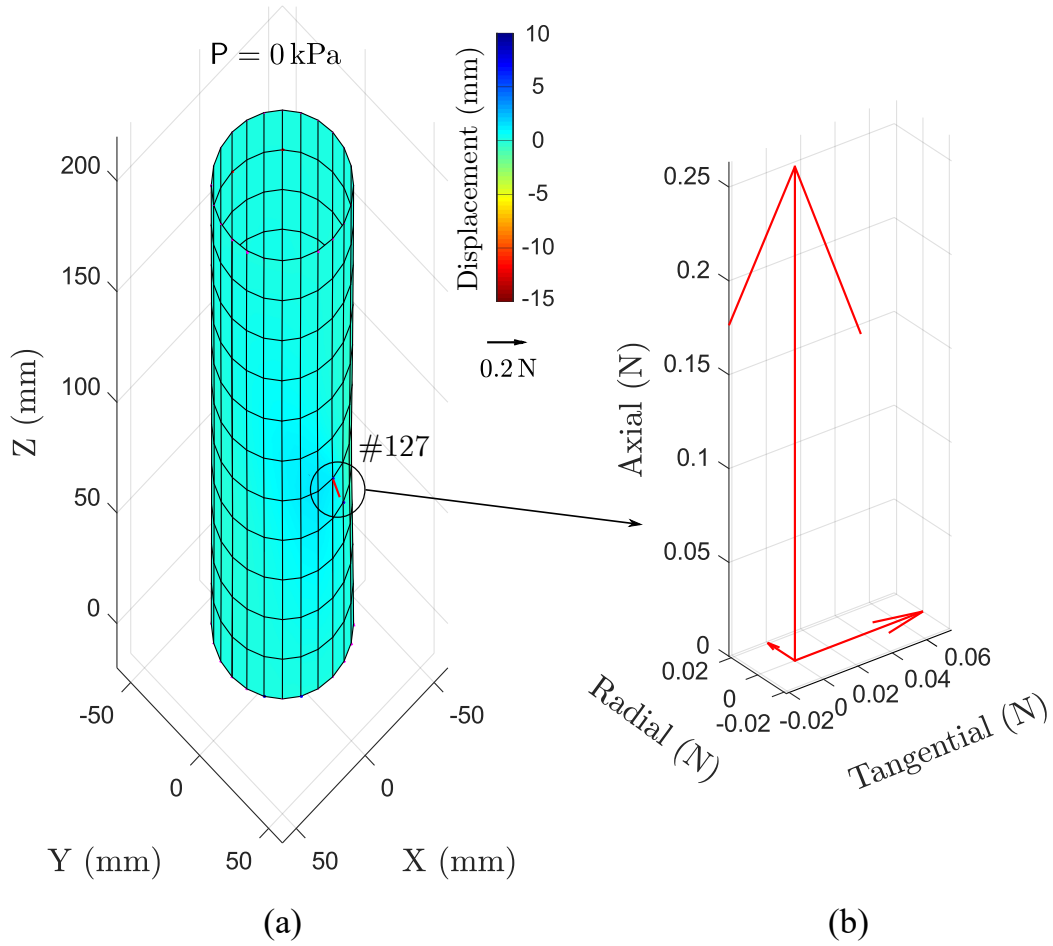 P = 0 kPa
Displacement (mm)
10
5
0
-5
-10
-15
0.2 N
Z (mm)
200
150
100
50
0
#127
-50
0
50
Y (mm)
-50
0
50
X (mm)
(a)
Axial (N)
0.25
0.2
0.15
0.1
0.05
0
0.02
0
-0.02
Radial (N)
-0.02
0
0.02
0.04
0.06
Tangential (N)
(b)